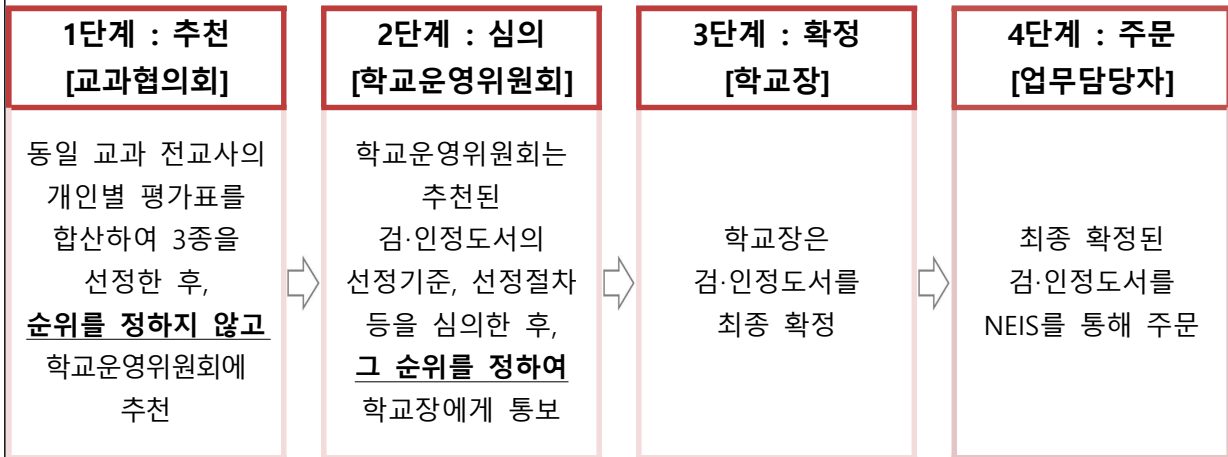 1단계 : 추천
[교과협의회]
동일 교과 전교사의
개인별 평가표를
합산하여 3종을
선정한 후,
순위를 정하지 않고
학교운영위원회에
추천
2단계 : 심의
[학교운영위원회]
학교운영위원회는
추천된
검·인정도서의
선정기준, 선정절차
등을 심의한 후,
그 순위를 정하여
학교장에게 통보
3단계 : 확정
[학교장]
학교장은
검·인정도서를
최종 확정
4단계 : 주문
[업무담당자]
최종 확정된
검·인정도서를
NEIS를 통해 주문